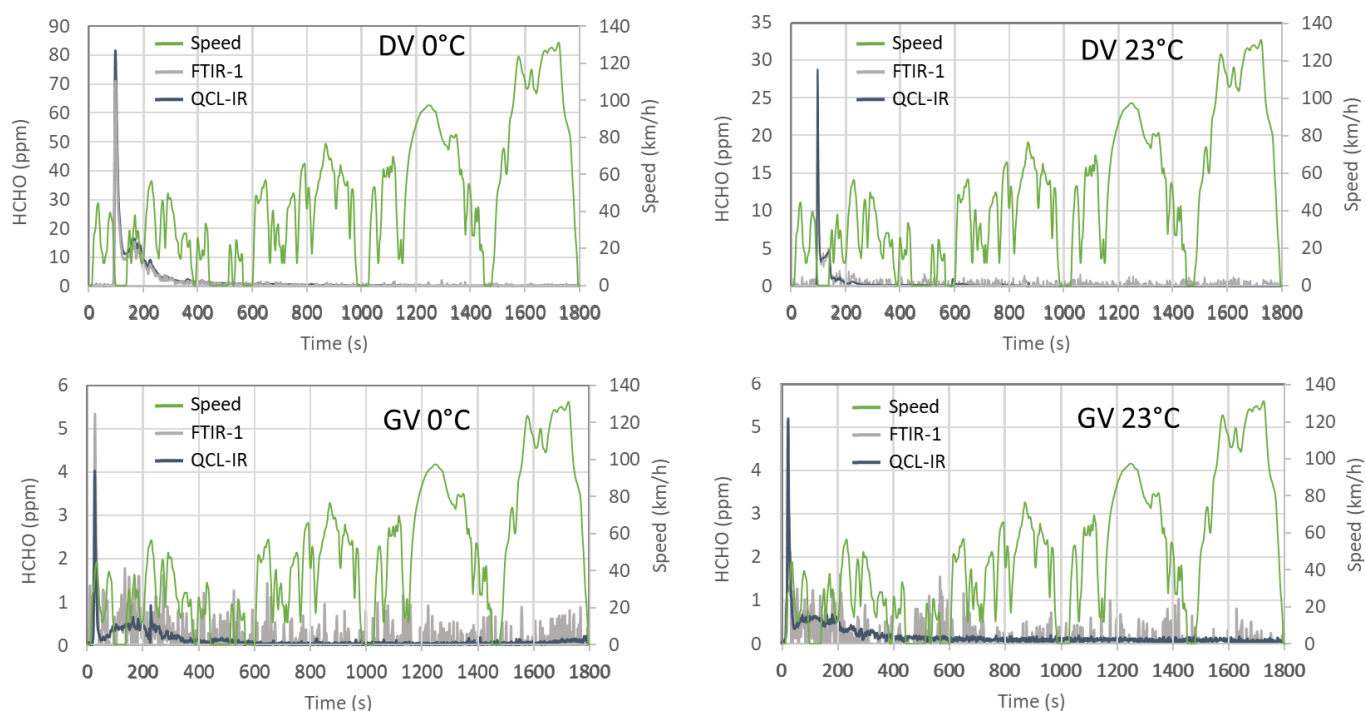 DV 0°C
Speed
FTIR-1
QCL-IR
HCHO (ppm)
90
80
70
60
50
40
30
20
10
0
140
120
100
80
60
40
20
0
Speed (km/h)
0 200 400 600 800 1000 1200 1400 1600 1800
Time (s)
DV 23°C
Speed
FTIR-1
QCL-IR
HCHO (ppm)
35
30
25
20
15
10
5
0
140
120
100
80
60
40
20
0
Speed (km/h)
0 200 400 600 800 1000 1200 1400 1600 1800
Time (s)
GV 0°C
Speed
FTIR-1
QCL-IR
HCHO (ppm)
6
5
4
3
2
1
0
140
120
100
80
60
40
20
0
Speed (km/h)
0 200 400 600 800 1000 1200 1400 1600 1800
Time (s)
GV 23°C
Speed
FTIR-1
QCL-IR
HCHO (ppm)
6
5
4
3
2
1
0
140
120
100
80
60
40
20
0
Speed (km/h)
0 200 400 600 800 1000 1200 1400 1600 1800
Time (s)